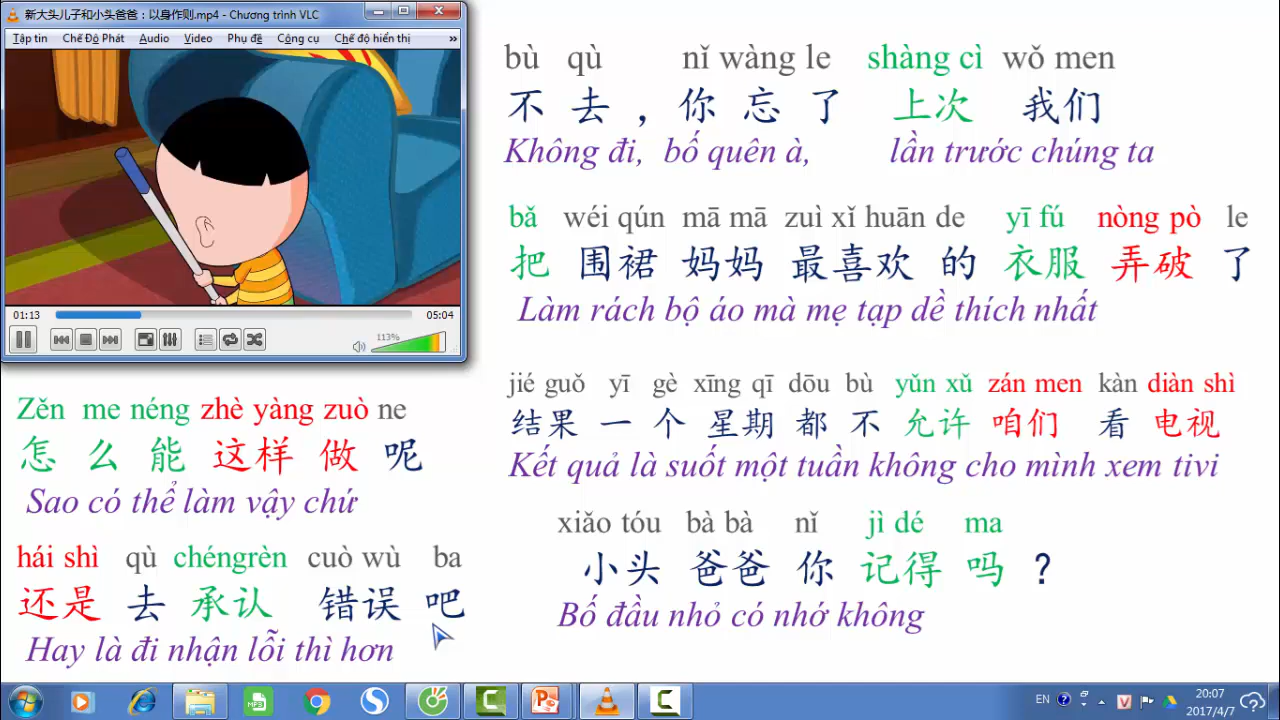 新大头儿子和小头爸爸：以身作则.mp4 - Chương trình VLC
Tập tin Chế Độ Phát Audio Video Phụ đề Công cụ Chế độ hiển thị »
01:13 05:04
113%
bù qù nǐ wàng le shàng cì wǒ men
不 去 , 你 忘 了 上次 我们
Không đi, bố quên à, lần trước chúng ta
bǎ wéi qún mā mā zuì xǐ huān de yī fú nòng pò le
把 围裙 妈妈 最喜欢 的 衣服 弄破 了
Làm rách bộ áo mà mẹ tạp dề thích nhất
jié guǒ yī gè xīng qī dōu bù yǔn xǔ zán men kàn diàn shì
结果 一 个 星期 都 不 允许 咱们 看 电视
Kết quả là suốt một tuần không cho mình xem tivi
xiǎo tóu bà bà nǐ jì dé ma
小头 爸爸 你 记得 吗 ?
Bố đầu nhỏ có nhớ không
Zěn me néng zhè yàng zuò ne
怎 么 能 这样 做 呢
Sao có thể làm vậy chứ
hái shì qù chéngrèn cuò wù ba
还是 去 承认 错误 吧
Hay là đi nhận lỗi thì hơn
MP3
EN
20:07
2017/4/7